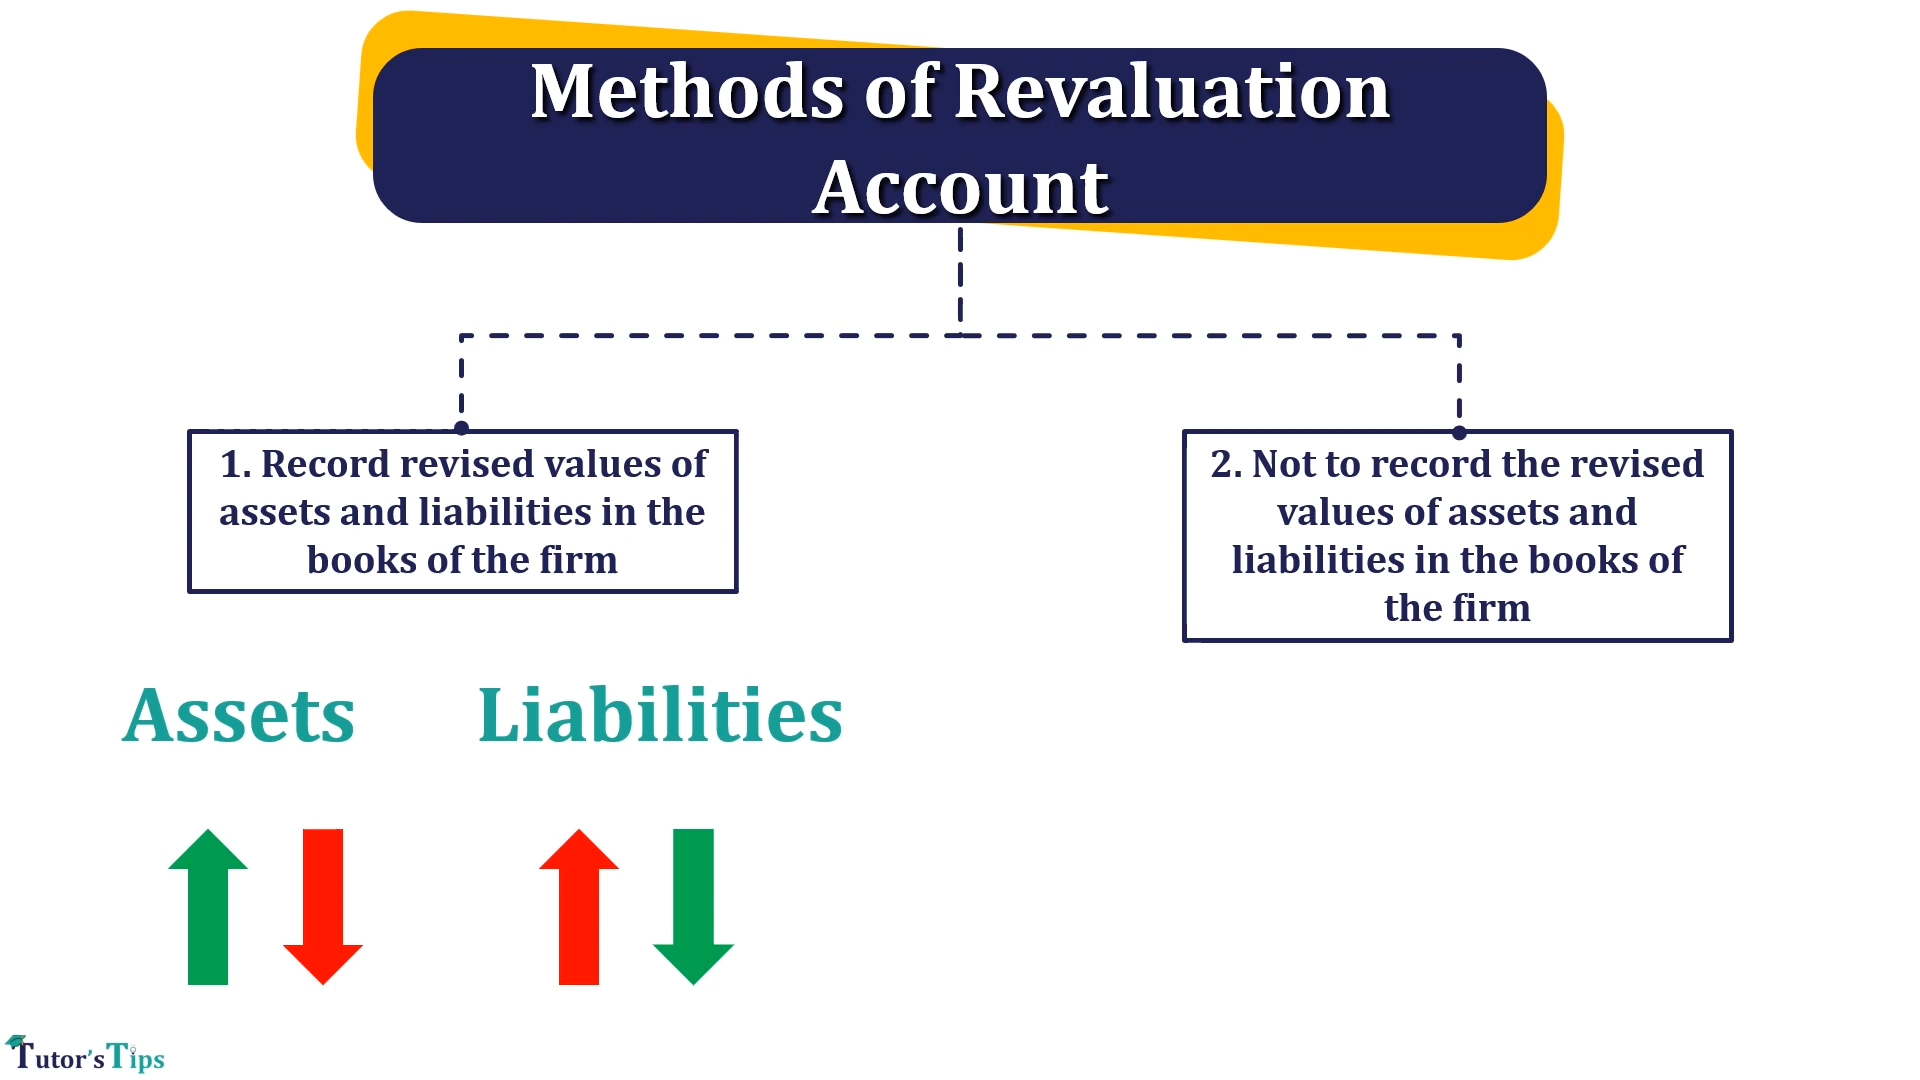 Methods of Revaluation
Account
1. Record revised values of
assets and liabilities in the
books of the firm
2. Not to record the revised
values of assets and
liabilities in the books of
the firm
Assets
Liabilities
Tutor'sTips